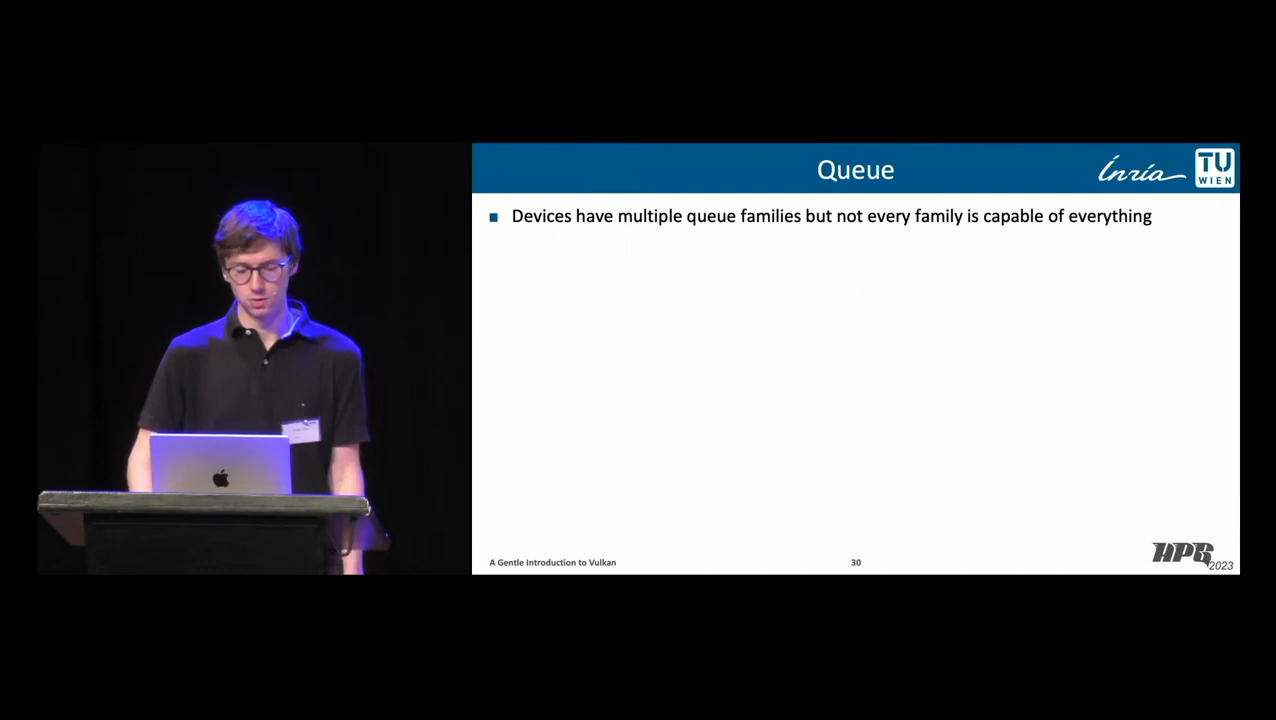 Queue
Ínría
TU
WIEN
Devices have multiple queue families but not every family is capable of everything
A Gentle Introduction to Vulkan
30
HPG
2023